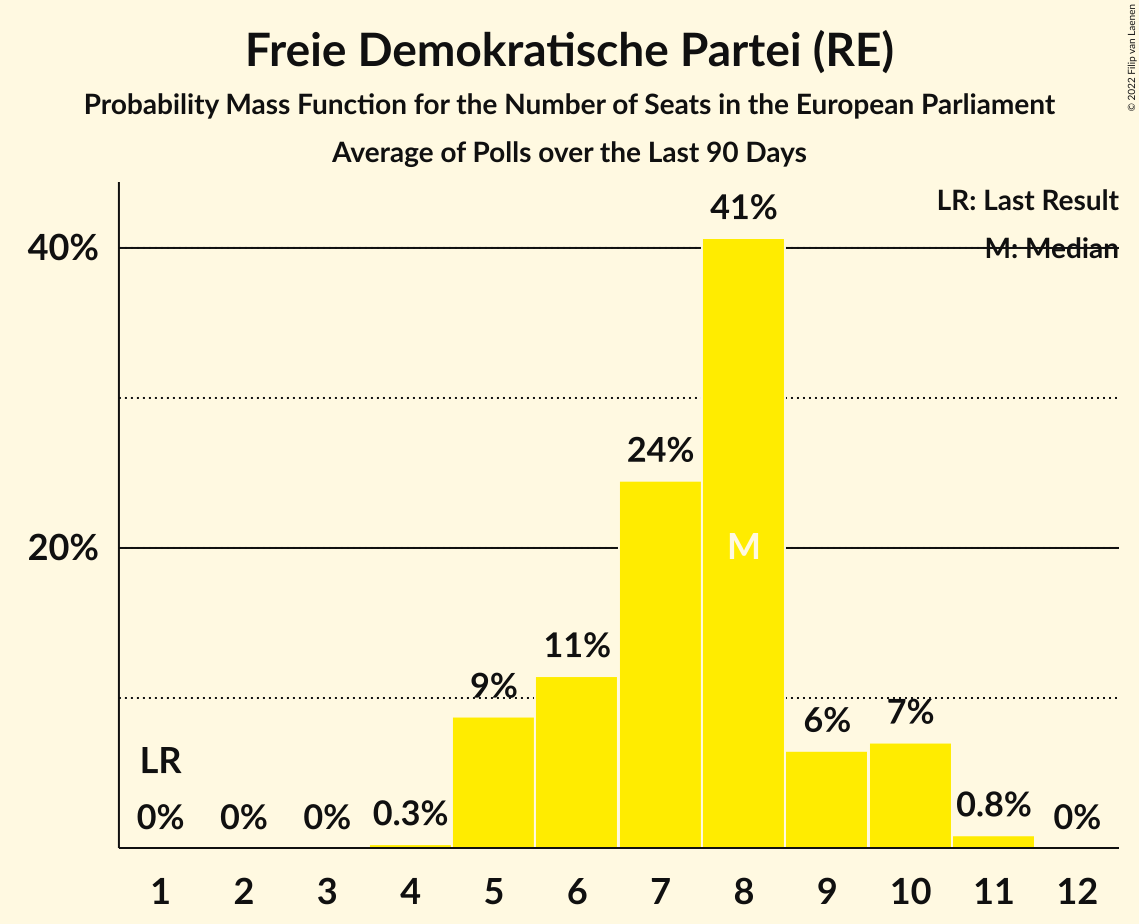 Freie Demokratische Partei (RE)
Probability Mass Function for the Number of Seats in the European Parliament
Average of Polls over the Last 90 Days
© 2022 Filip van Laenen
LR: Last Result
M: Median
40%
20%
LR
0%
0%
0%
0.3%
9%
11%
24%
41%
M
6%
7%
0.8%
0%
1 2 3 4 5 6 7 8 9 10 11 12